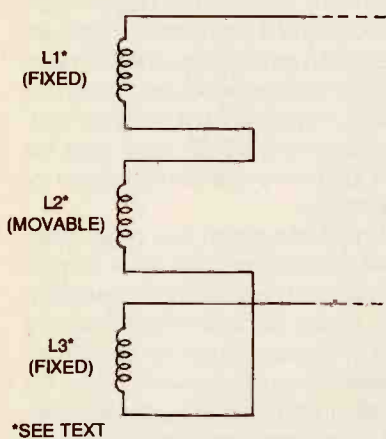 L1*
(FIXED)
L2*
(MOVABLE)
L3*
(FIXED)
*SEE TEXT